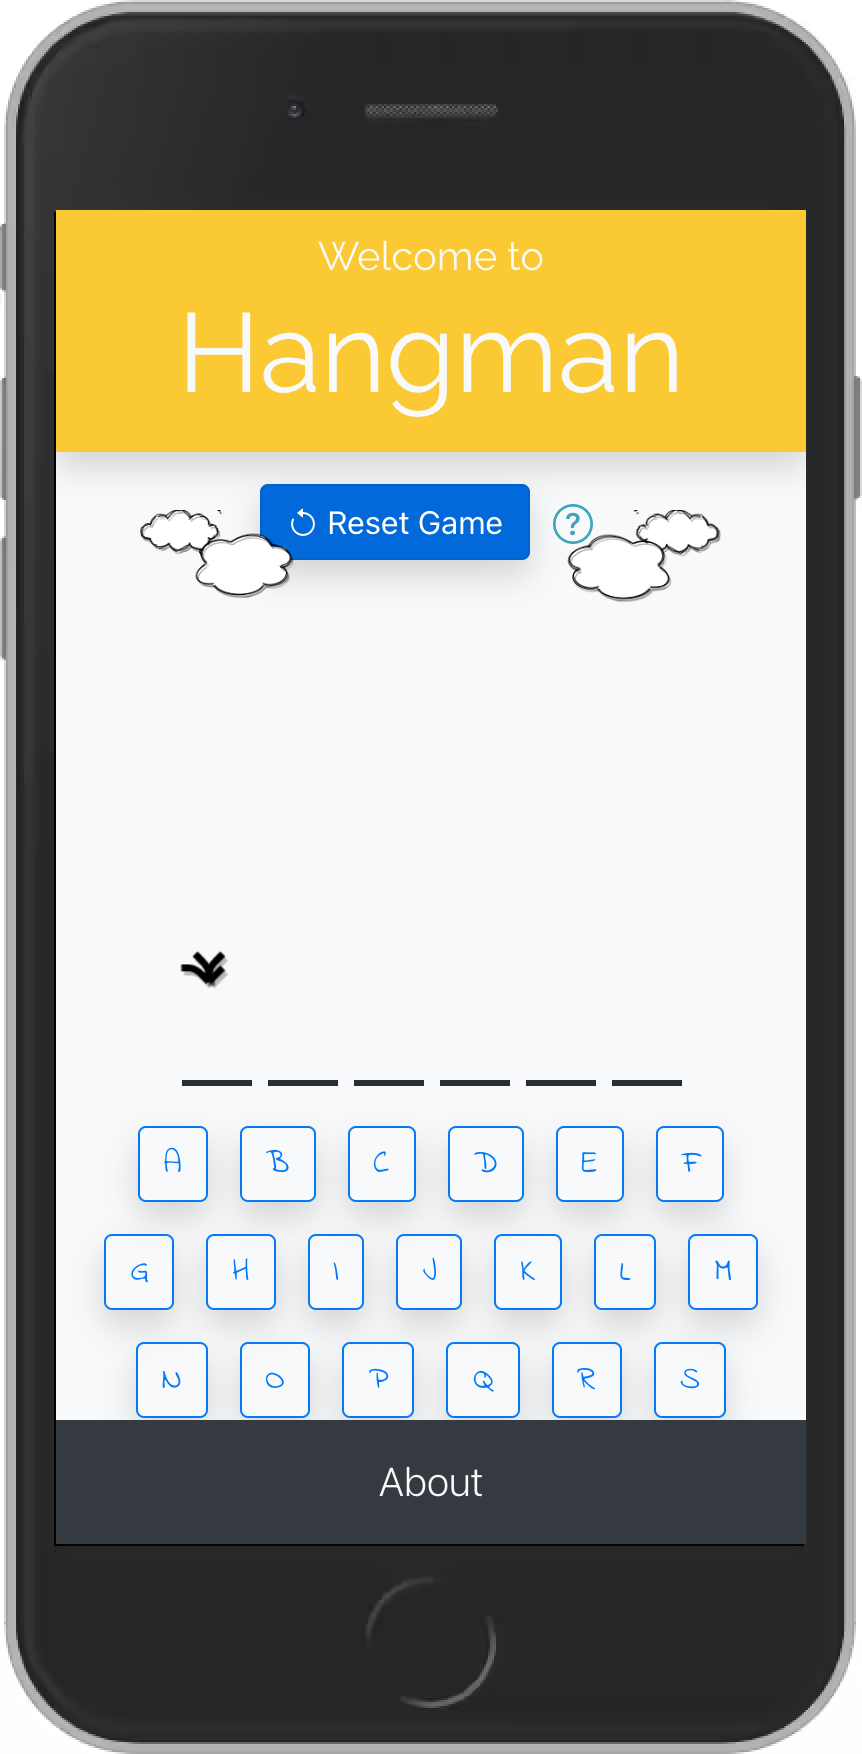 Welcome to
Hangman
Reset Game ?
A B C D E F
G H I J K L M
N O P Q R S
About